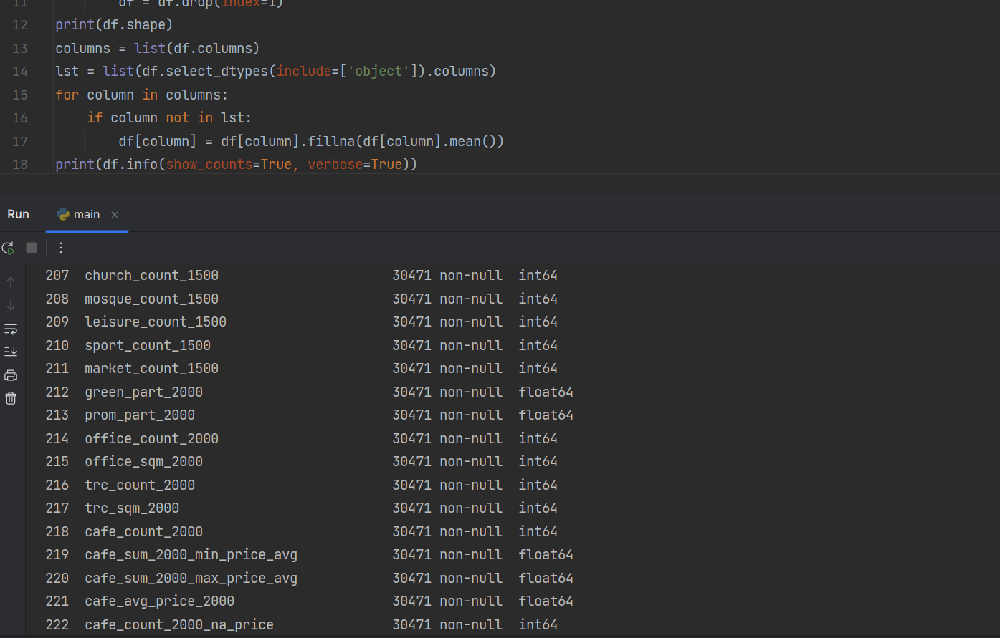 11 df = df.drop(index=i)
12 print(df.shape)
13 columns = list(df.columns)
14 lst = list(df.select_dtypes(include=['object']).columns)
15 for column in columns:
16 if column not in lst:
17 df[column] = df[column].fillna(df[column].mean())
18 print(df.info(show_counts=True, verbose=True))
Run main
207 church_count_1500 30471 non-null int64
208 mosque_count_1500 30471 non-null int64
209 leisure_count_1500 30471 non-null int64
210 sport_count_1500 30471 non-null int64
211 market_count_1500 30471 non-null int64
212 green_part_2000 30471 non-null float64
213 prom_part_2000 30471 non-null float64
214 office_count_2000 30471 non-null int64
215 office_sqm_2000 30471 non-null int64
216 trc_count_2000 30471 non-null int64
217 trc_sqm_2000 30471 non-null int64
218 cafe_count_2000 30471 non-null int64
219 cafe_sum_2000_min_price_avg 30471 non-null float64
220 cafe_sum_2000_max_price_avg 30471 non-null float64
221 cafe_avg_price_2000 30471 non-null float64
222 cafe_count_2000_na_price 30471 non-null int64